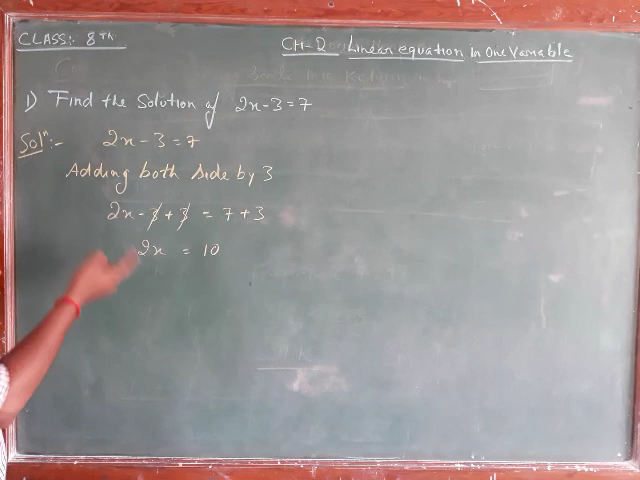 CLASS:- 8TH
CH-2 Linear equation in One Variable
1) Find the Solution of 2x-3=7
Solⁿ:- 2x-3=7
Adding both side by 3
2x-3+3 = 7+3
2x = 10